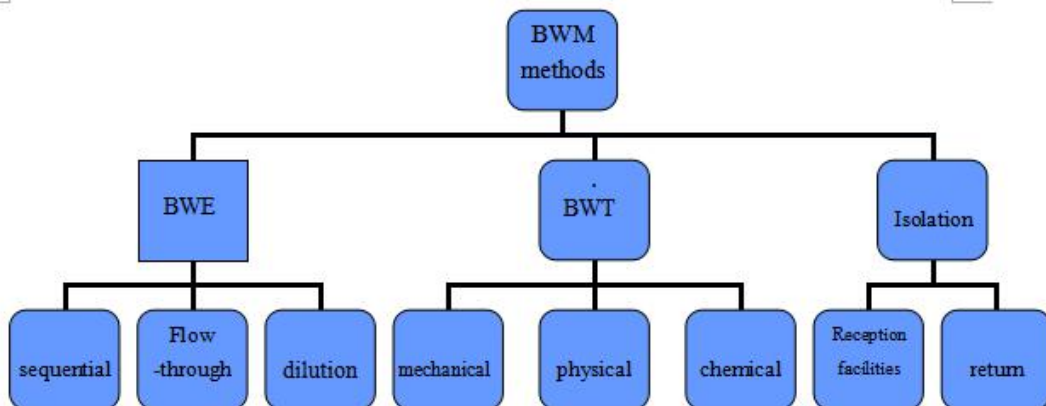 BWM
methods
BWE
BWT
Isolation
sequential
Flow
-through
dilution
mechanical
physical
chemical
Reception
facilities
return